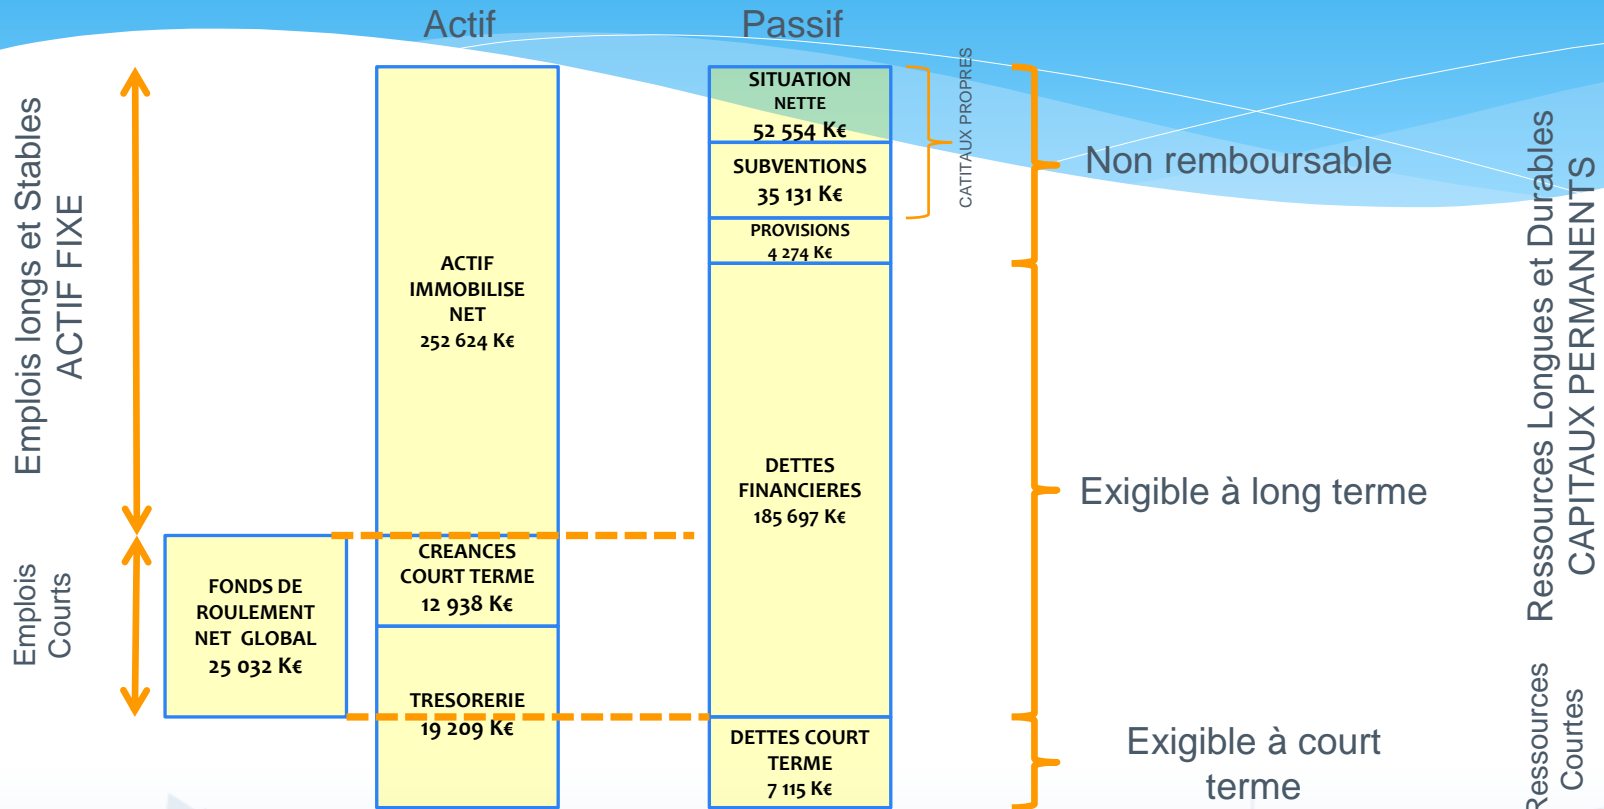 Actif
Passif
Emplois longs et Stables
ACTIF FIXE
Emplois
Courts
FONDS DE
ROULEMENT
NET GLOBAL
25 032 K€
ACTIF
IMMOBILISE
NET
252 624 K€
CREANCES
COURT TERME
12 938 K€
TRESORERIE
19 209 K€
SITUATION
NETTE
52 554 K€
SUBVENTIONS
35 131 K€
PROVISIONS
4 274 K€
DETTES
FINANCIERES
185 697 K€
DETTES COURT
TERME
7 115 K€
CATITAUX PROPRES
Non remboursable
Exigible à long terme
Exigible à court
terme
Ressources Longues et Durables
CAPITAUX PERMANENTS
Ressources
Courtes